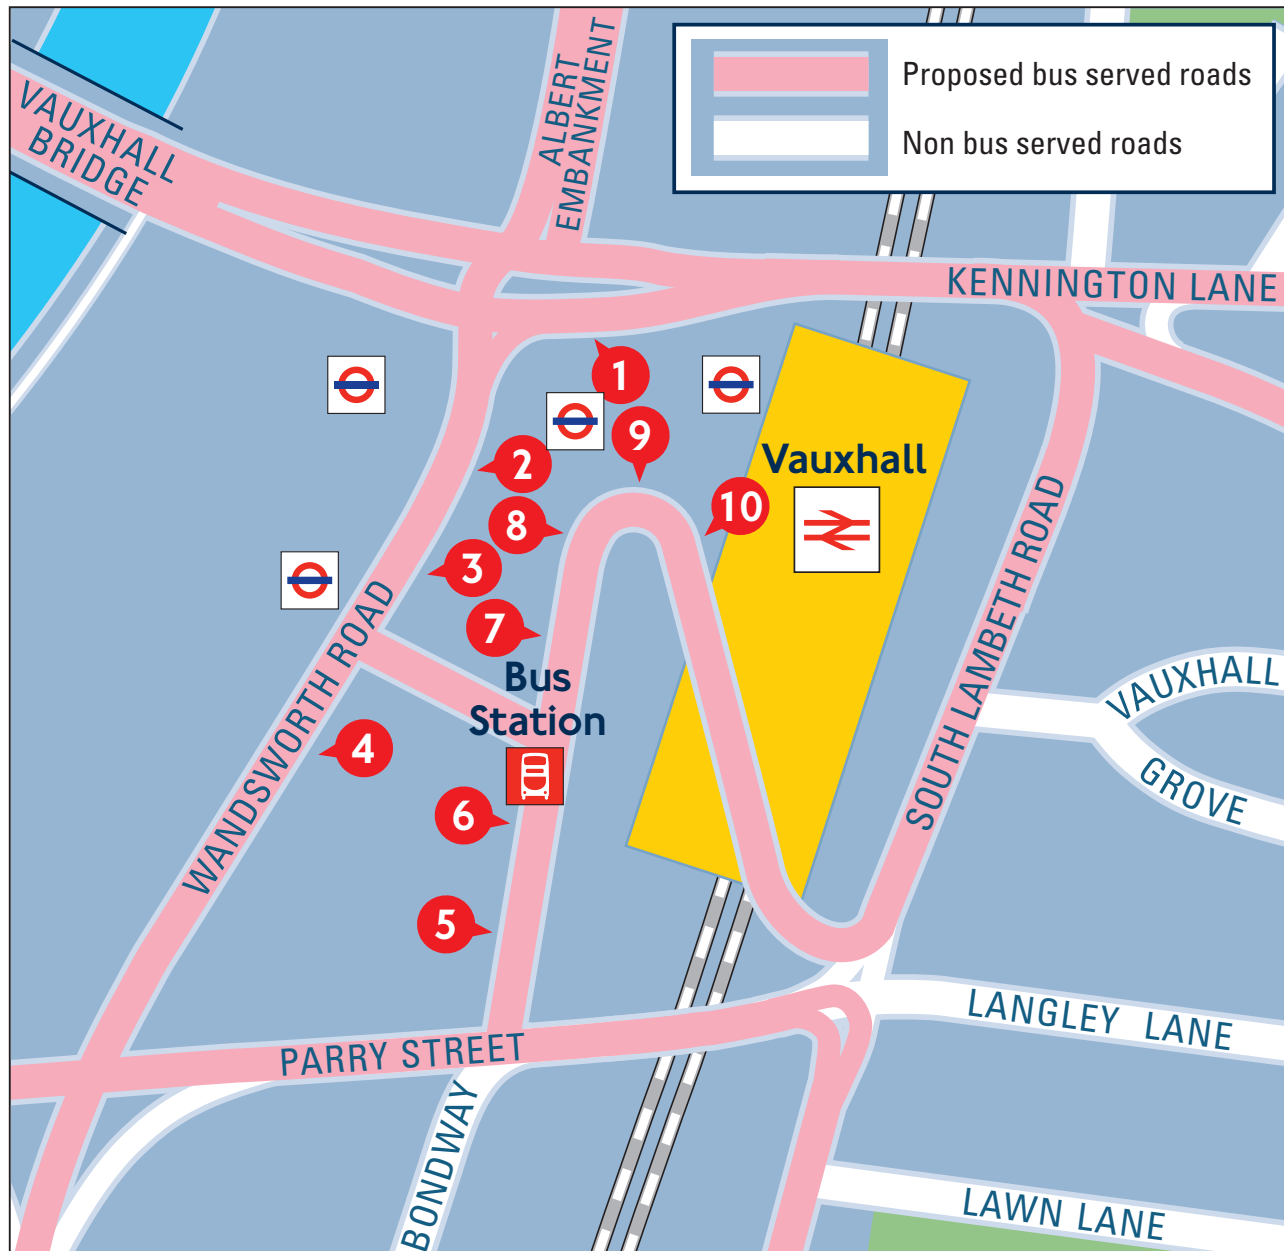 Proposed bus served roads
Non bus served roads
VAUXHALL
BRIDGE
ALBERT
EMBANKMENT
KENNINGTON LANE
1
9
2
Vauxhall
10
8
3
7
Bus
Station
WANDSWORTH ROAD
SOUTH LAMBETH ROAD
VAUXHALL
GROVE
4
6
5
LANGLEY LANE
PARRY STREET
BONDWAY
LAWN LANE